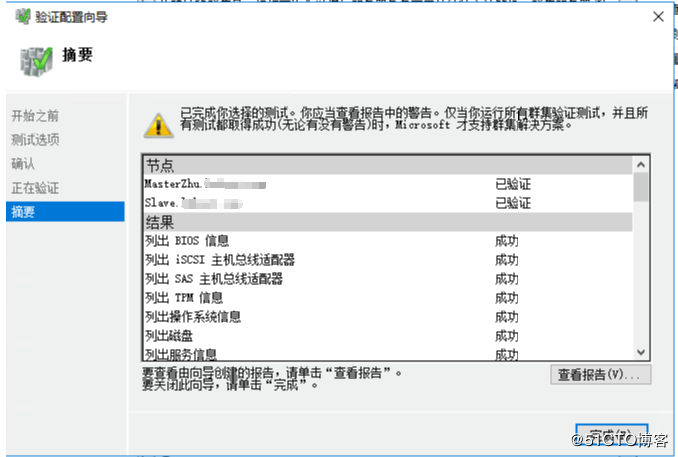 验证配置向导
摘要
开始之前
测试选项
确认
正在验证
摘要
已完成你选择的测试。你应当查看报告中的警告。仅当你运行所有群集验证测试，并且所
有测试都取得成功(无论有没有警告)时，Microsoft 才支持群集解决方案。
节点
MasterZhu. 已验证
Slave. 已验证
结果
列出 BIOS 信息 成功
列出 iSCSI 主机总线适配器 成功
列出 SAS 主机总线适配器 成功
列出 TPM 信息 成功
列出操作系统信息 成功
列出磁盘 成功
列出服务信息 成功
要查看由向导创建的报告，请单击“查看报告”。
要关闭此向导，请单击“完成”。
查看报告(V)...
完成(F)
@51CTO博客